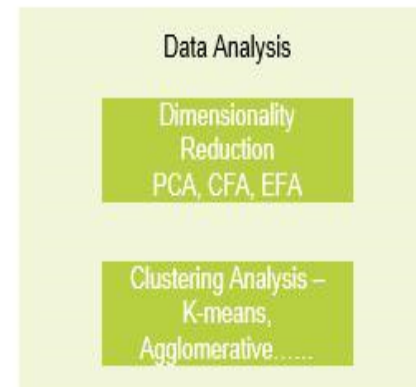 Data Analysis
Dimensionality
Reduction
PCA, CFA, EFA
Clustering Analysis –
K-means,
Agglomerative......